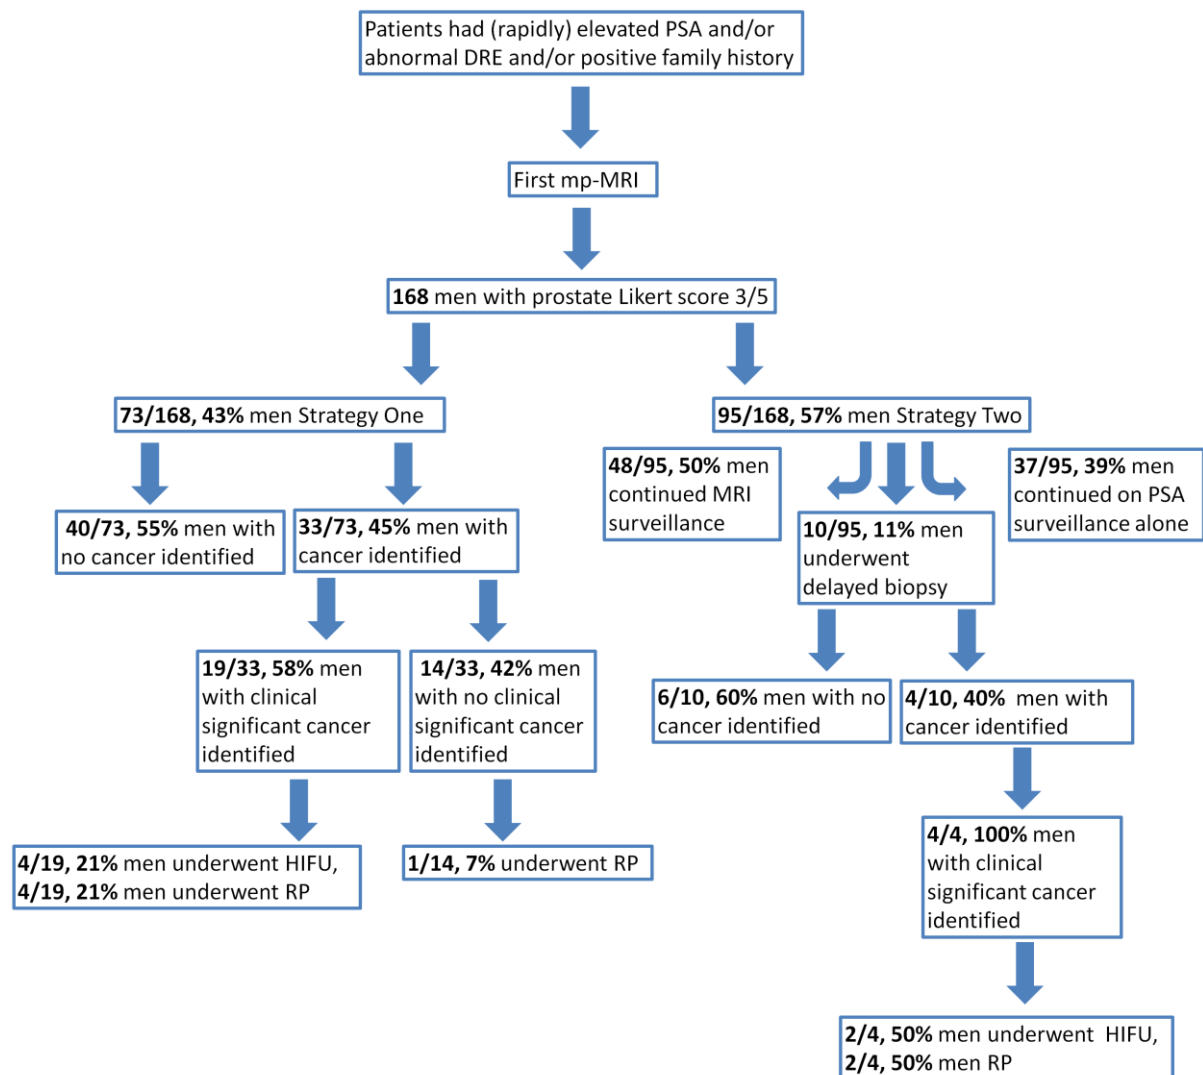 Patients had (rapidly) elevated PSA and/or
abnormal DRE and/or positive family history
First mp-MRI
168 men with prostate Likert score 3/5
73/168, 43% men Strategy One
95/168, 57% men Strategy Two
40/73, 55% men with
no cancer identified
33/73, 45% men with
cancer identified
48/95, 50% men
continued MRI
surveillance
10/95, 11% men
underwent
delayed biopsy
37/95, 39% men
continued on PSA
surveillance alone
19/33, 58% men
with clinical
significant cancer
identified
14/33, 42% men
with no clinical
significant cancer
identified
6/10, 60% men with no
cancer identified
4/10, 40% men with
cancer identified
4/19, 21% men underwent HIFU,
4/19, 21% men underwent RP
1/14, 7% underwent RP
4/4, 100% men
with clinical
significant cancer
identified
2/4, 50% men underwent HIFU,
2/4, 50% men RP